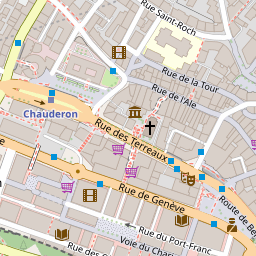 Rue Saint-Roch
Rue de la Tour
Rue de l'Ale
Chauderon
Rue des Terreaux
Rue de Genève
Route de Be
Rue du Port-Franc
Voie du Chari